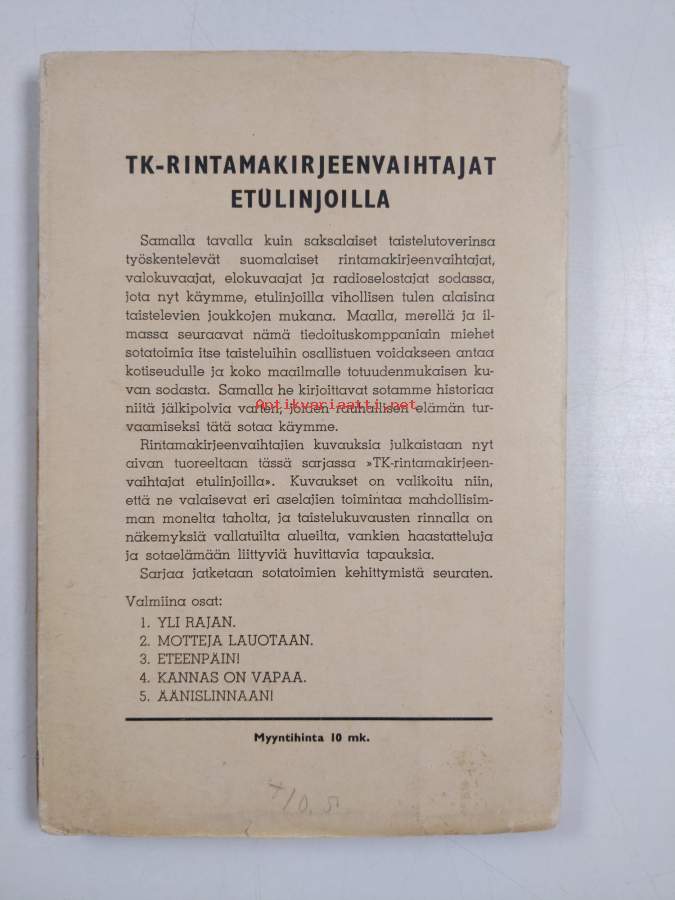 TK-RINTAMAKIRJEENVAIHTAJAT
ETULINJOILLA
Samalla tavalla kuin saksalaiset taistelutoverinsa
työskentelevät suomalaiset rintamakirjeenvaihtajat,
valokuvaajat, elokuvaajat ja radioselostajat sodassa,
jota nyt käymme, etulinjoilla vihollisen tulen alaisina
taistelevien joukkojen mukana. Maalla, merellä ja il-
massa seuraavat nämä tiedoituskomppaniain miehet
sotatoimia itse taisteluihin osallistuen voidakseen antaa
kotiseudulle ja koko maailmalle totuudenmukaisen ku-
van sodasta. Samalla he kirjoittavat sotamme historiaa
niitä jälkipolvia varten, joiden rauhallisen elämän tur-
Antikvariaatti.net
vaamiseksi tätä sotaa käymme.
Rintamakirjeenvaihtajien kuvauksia julkaistaan nyt
aivan tuoreeltaan tässä sarjassa »TK-rintamakirjeen-
vaihtajat etulinjoilla». Kuvaukset on valikoitu niin,
että ne valaisevat eri aselajien toimintaa mahdollisim-
man monelta taholta, ja taistelukuvausten rinnalla on
näkemyksiä vallatuilta alueilta, vankien haastatteluja
ja sotaelämään liittyviä huvittavia tapauksia.
Sarjaa jatketaan sotatoimien kehittymistä seuraten.
Valmiina osat:
1. YLI RAJAN.
2. MOTTEJA LAUOTAAN.
3. ETEENPÄIN!
4. KANNAS ON VAPAA.
5. ÄÄNISLINNAAN!
Myyntihinta 10 mk.